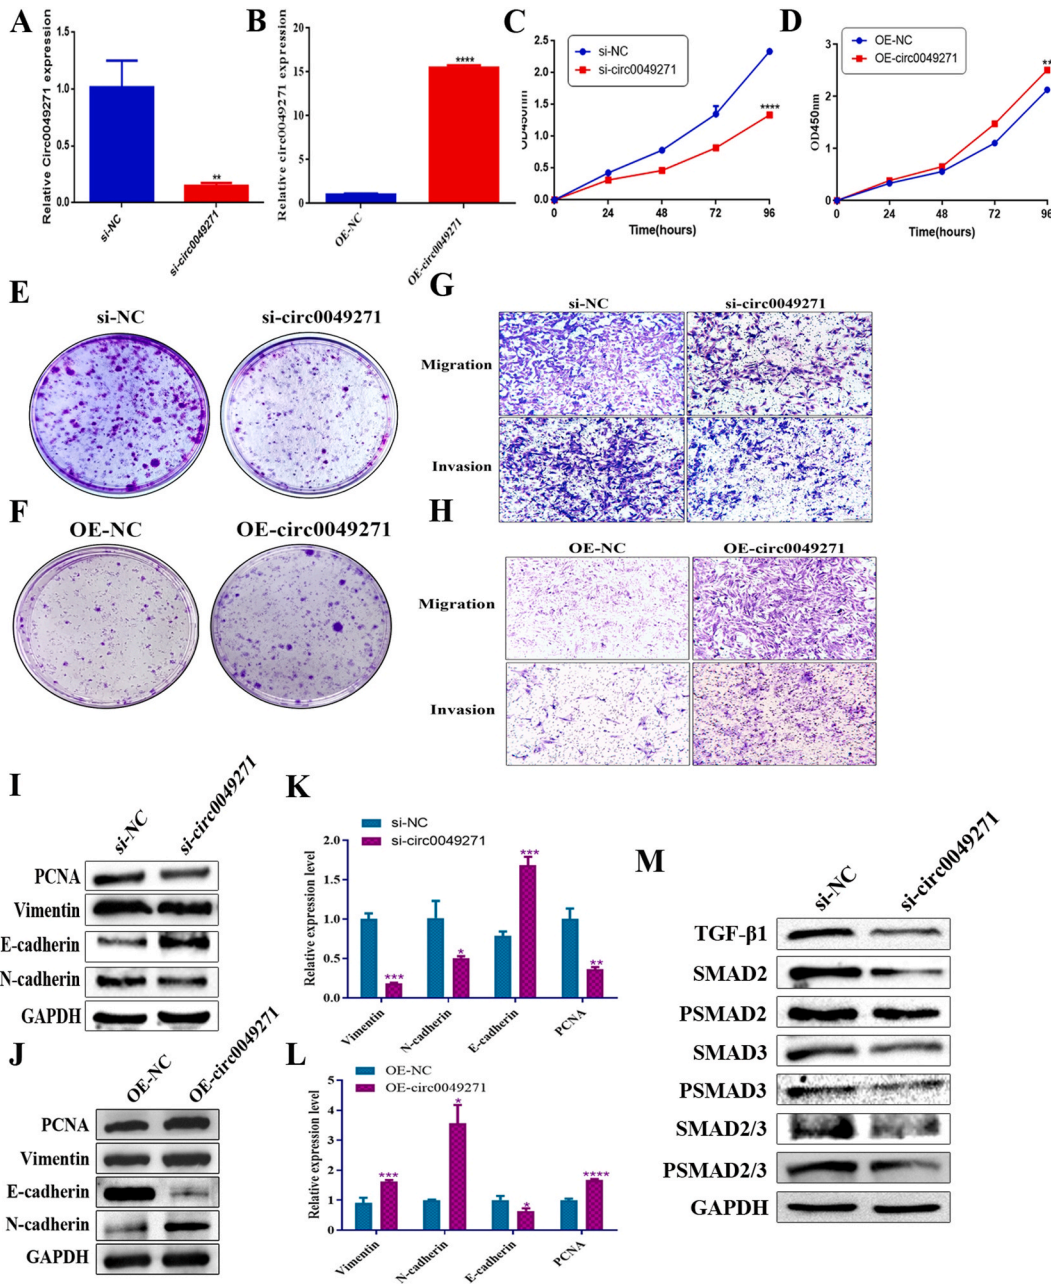 A
Relative Circ0049271 expression
1.5
1.0
0.5
0.0
**
si-NC
si-circ0049271
B
Relative circ0049271 expression
20
15
10
5
0
****
OE-NC
OE-circ0049271
C
OD450nm
2.5
2.0
1.5
1.0
0.5
0.0
si-NC
si-circ0049271
****
0 24 48 72 96
Time(hours)
D
OD450nm
3
2
1
0
OE-NC
OE-circ0049271
**
0 24 48 72 96
Time(hours)
E
si-NC si-circ0049271
F
OE-NC OE-circ0049271
G
si-NC si-circ0049271
Migration
Invasion
H
OE-NC OE-circ0049271
Migration
Invasion
I
si-NC si-circ0049271
PCNA
Vimentin
E-cadherin
N-cadherin
GAPDH
J
OE-NC OE-circ0049271
PCNA
Vimentin
E-cadherin
N-cadherin
GAPDH
K
si-NC
si-circ0049271
Relative expression level
2.0
1.5
1.0
0.5
0.0
*** * *** **
Vimentin N-cadherin E-cadherin PCNA
L
OE-NC
OE-circ0049271
Relative expression level
5
4
3
2
1
0
*** * * ****
Vimentin N-cadherin E-cadherin PCNA
M
si-NC si-circ0049271
TGF-β1
SMAD2
PSMAD2
SMAD3
PSMAD3
SMAD2/3
PSMAD2/3
GAPDH